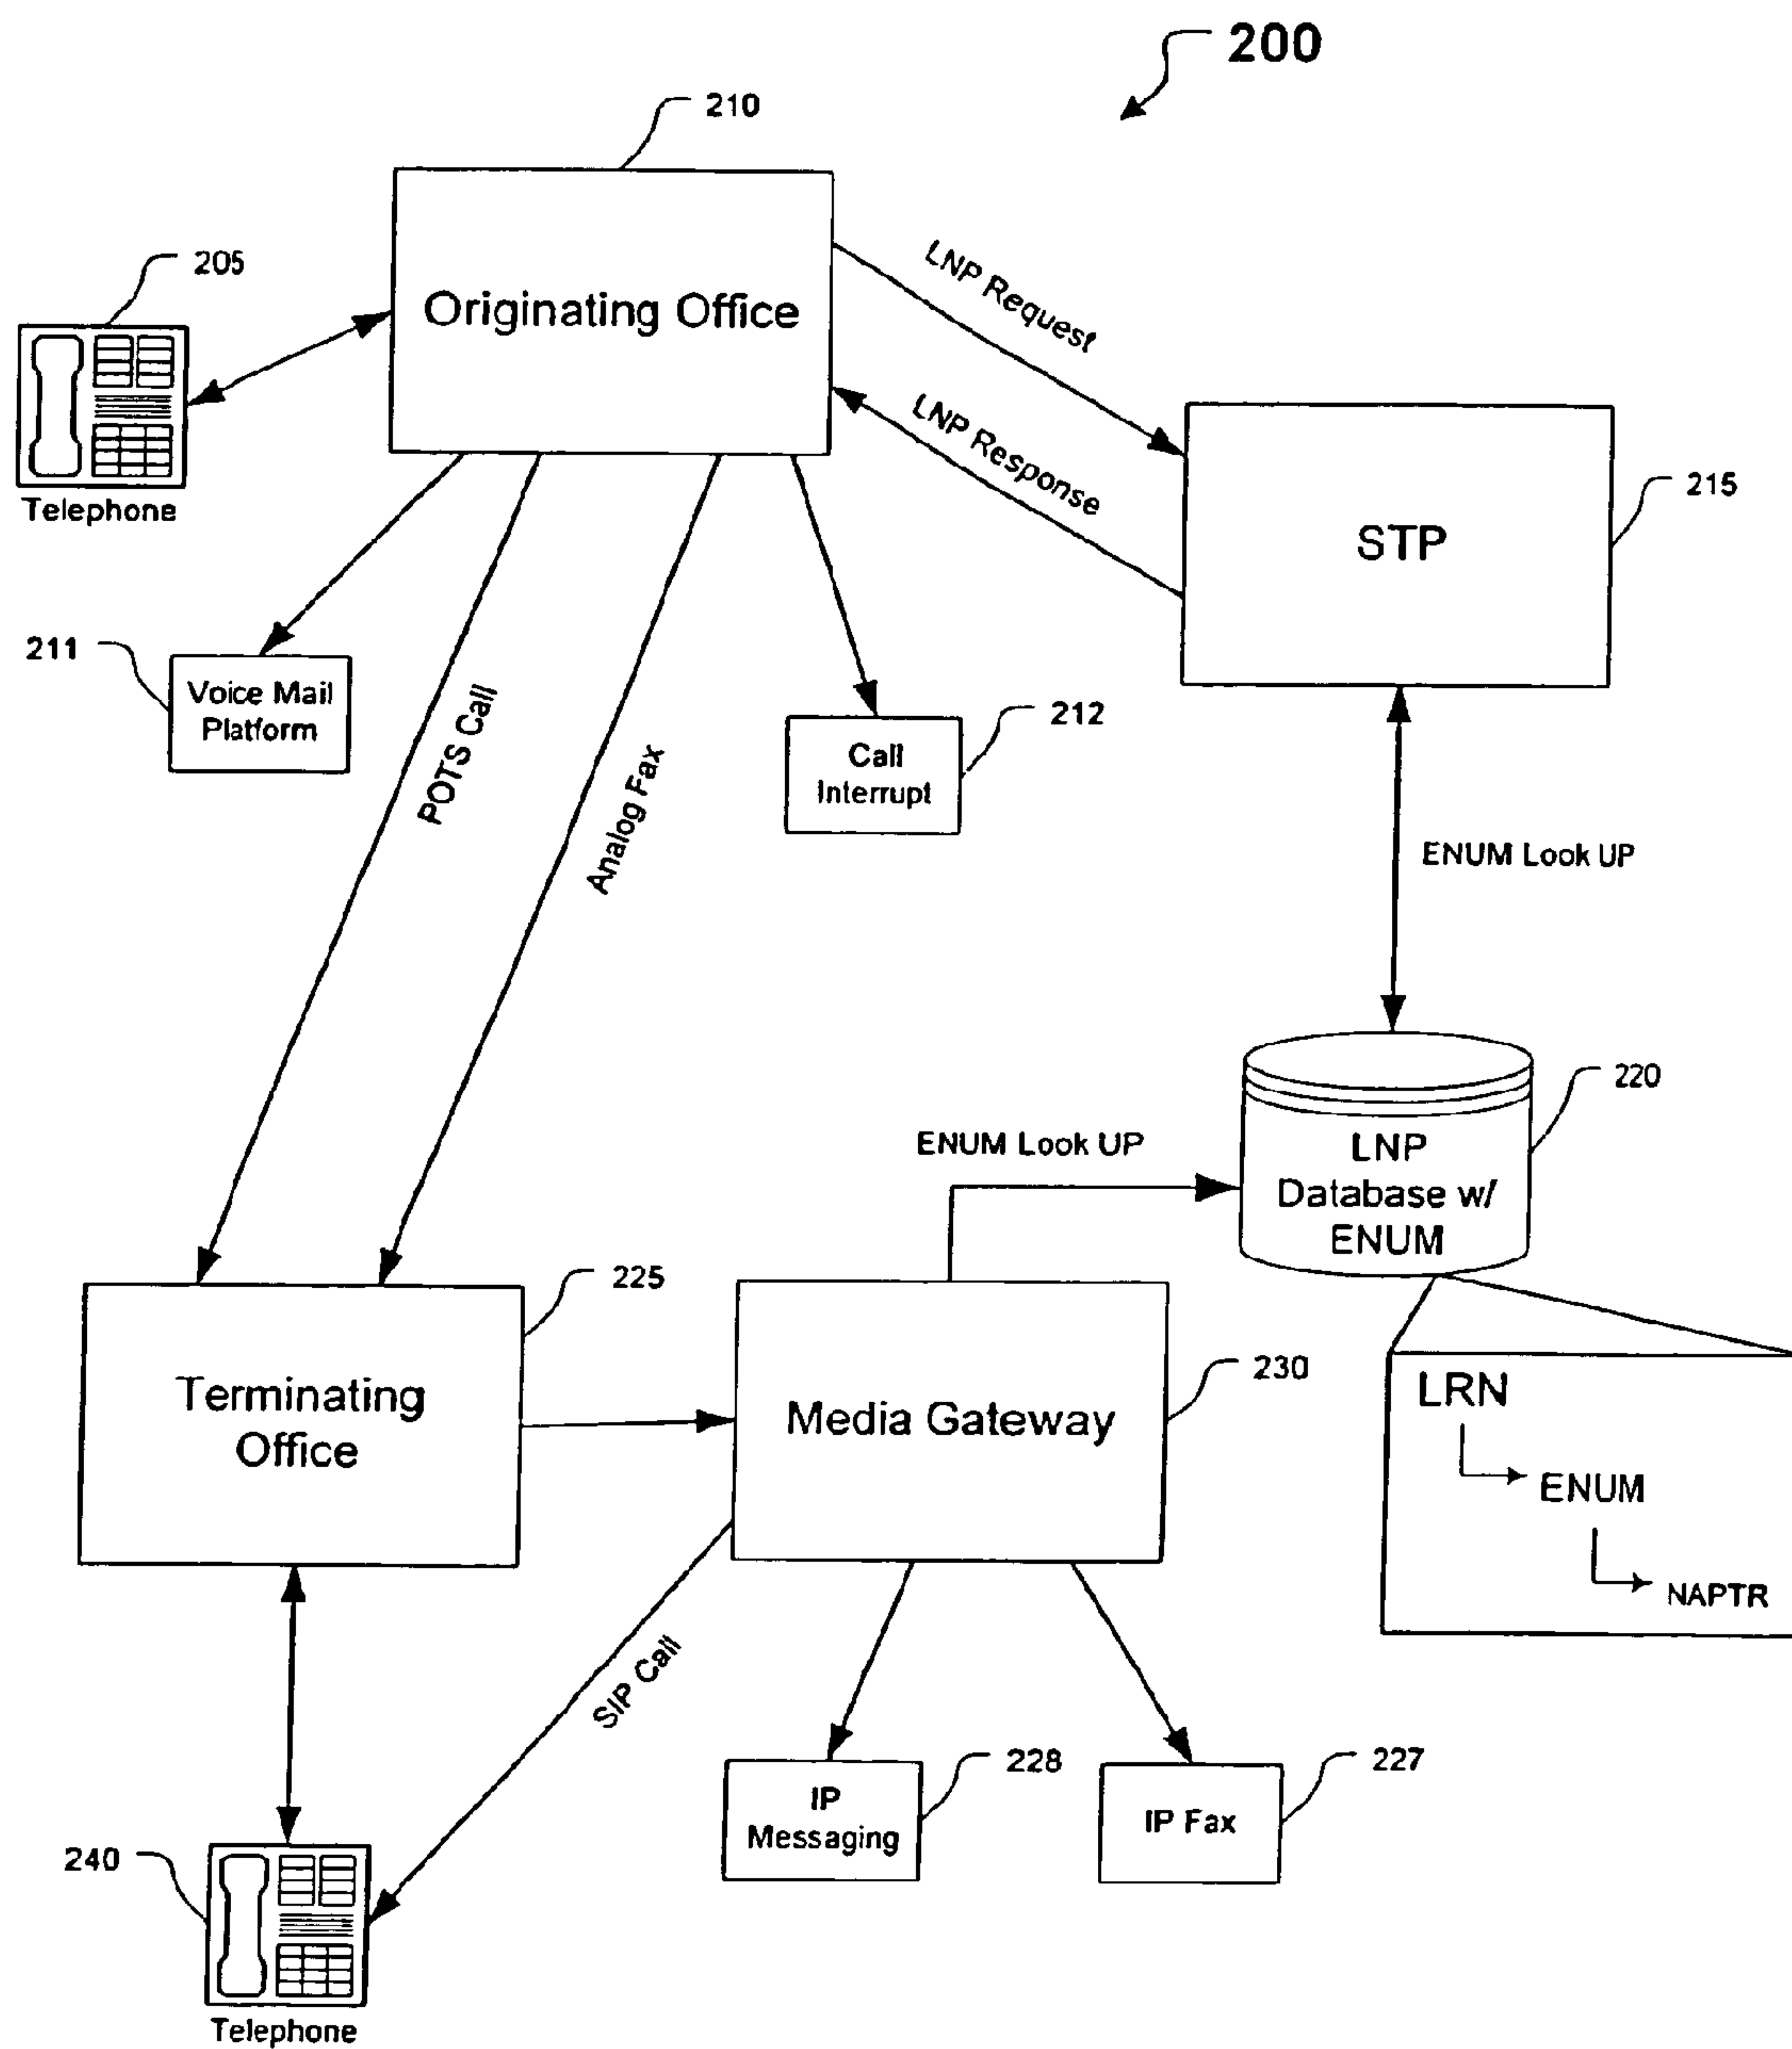 200
210
205
Originating Office
LNP Request
LNP Response
Telephone
215
STP
211
Voice Mail
Platform
POTS Call
Analog Fax
212
Call
Interrupt
ENUM Look UP
220
ENUM Look UP
LNP
Database w/
ENUM
225
Terminating
Office
230
Media Gateway
LRN
ENUM
NAPTR
SIP Call
228
IP
Messaging
227
IP Fax
240
Telephone